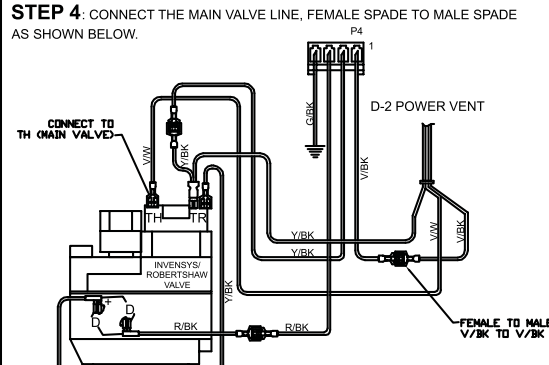 STEP 4: CONNECT THE MAIN VALVE LINE, FEMALE SPADE TO MALE SPADE
AS SHOWN BELOW.
P4
1
G/BK
D-2 POWER VENT
CONNECT TO
TH (MAIN VALVE)
V/W
Y/BK
V/BK
TH
TR
Y/BK
Y/BK
V/W
V/BK
INVENSYS/
ROBERTSHAW
VALVE
Y/BK
+
D
D
R/BK
R/BK
FEMALE TO MALE
V/BK TO V/BK